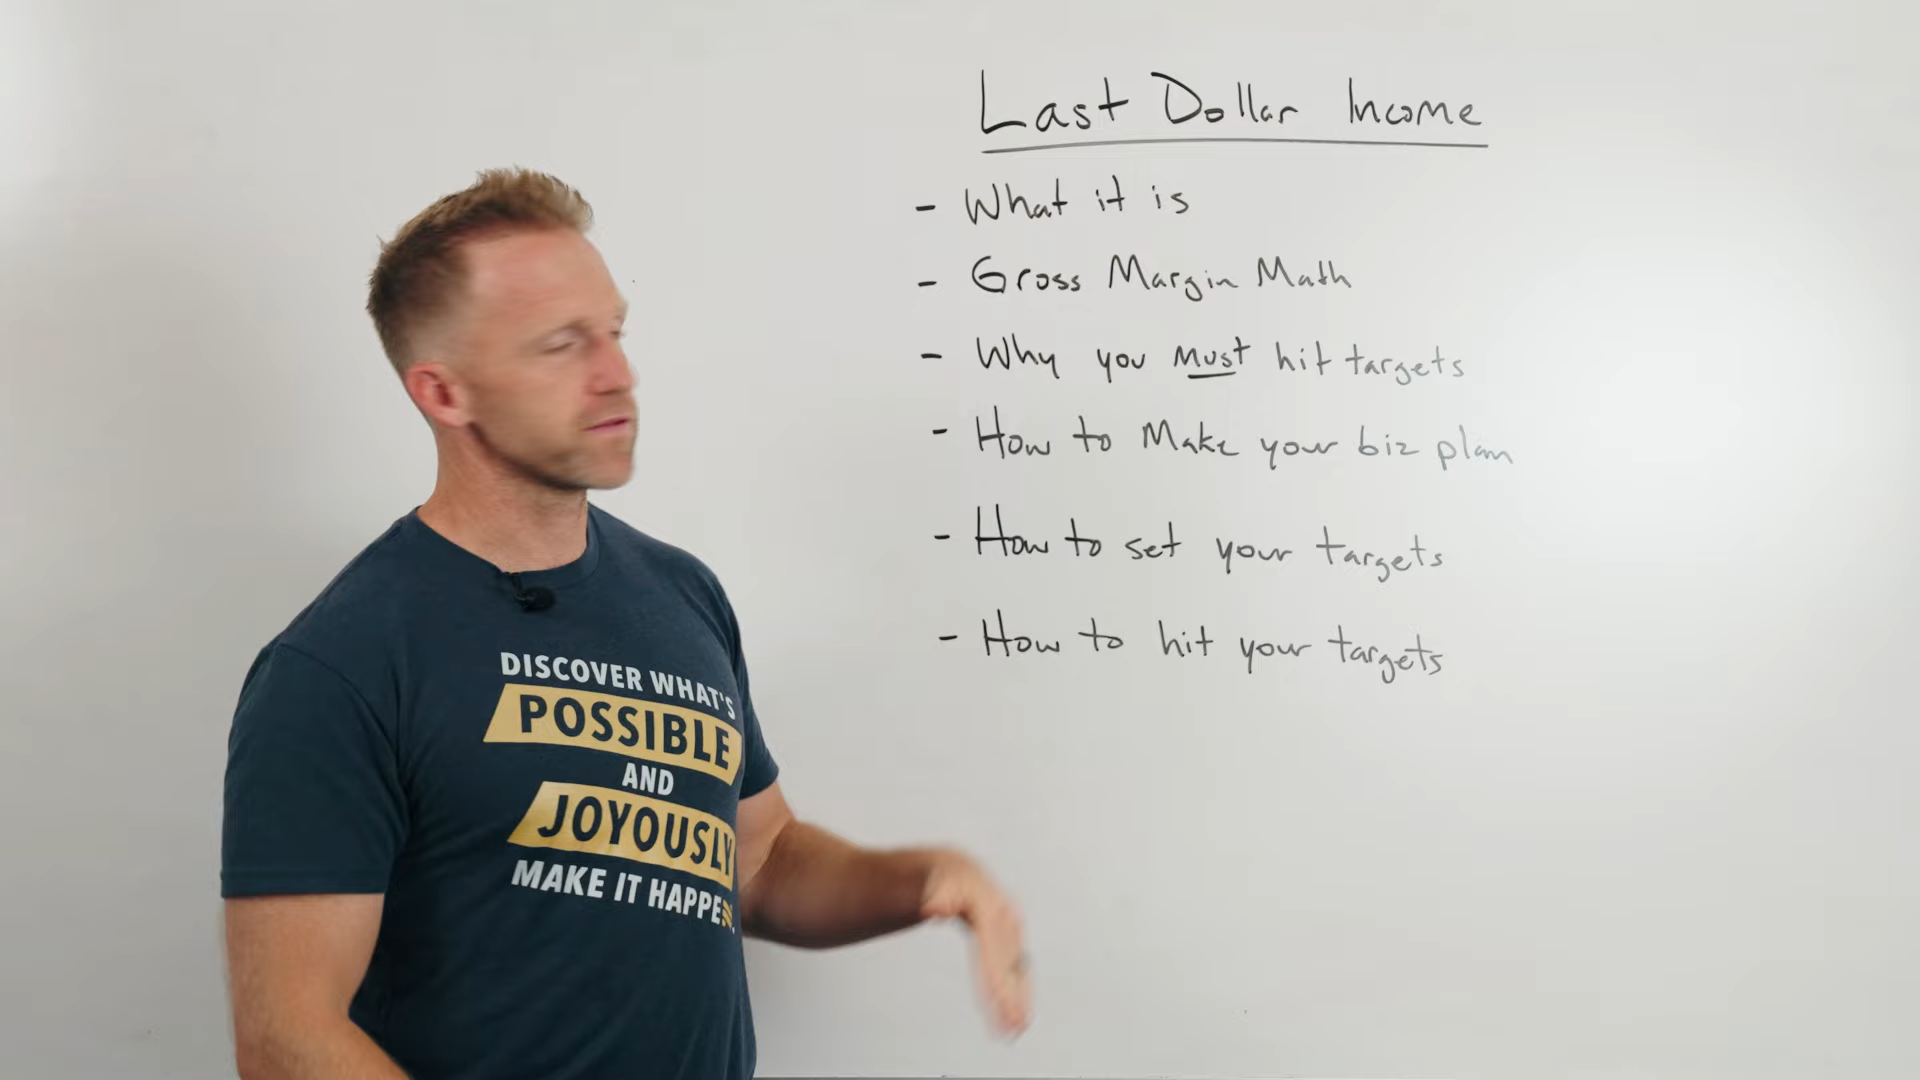 Last Dollar Income
- What it is
- Gross Margin Math
- Why you must hit targets
- How to Make your biz plan
- How to set your targets
- How to hit your targets
DISCOVER WHAT'S
POSSIBLE
AND
JOYOUSLY
MAKE IT HAPPEN.